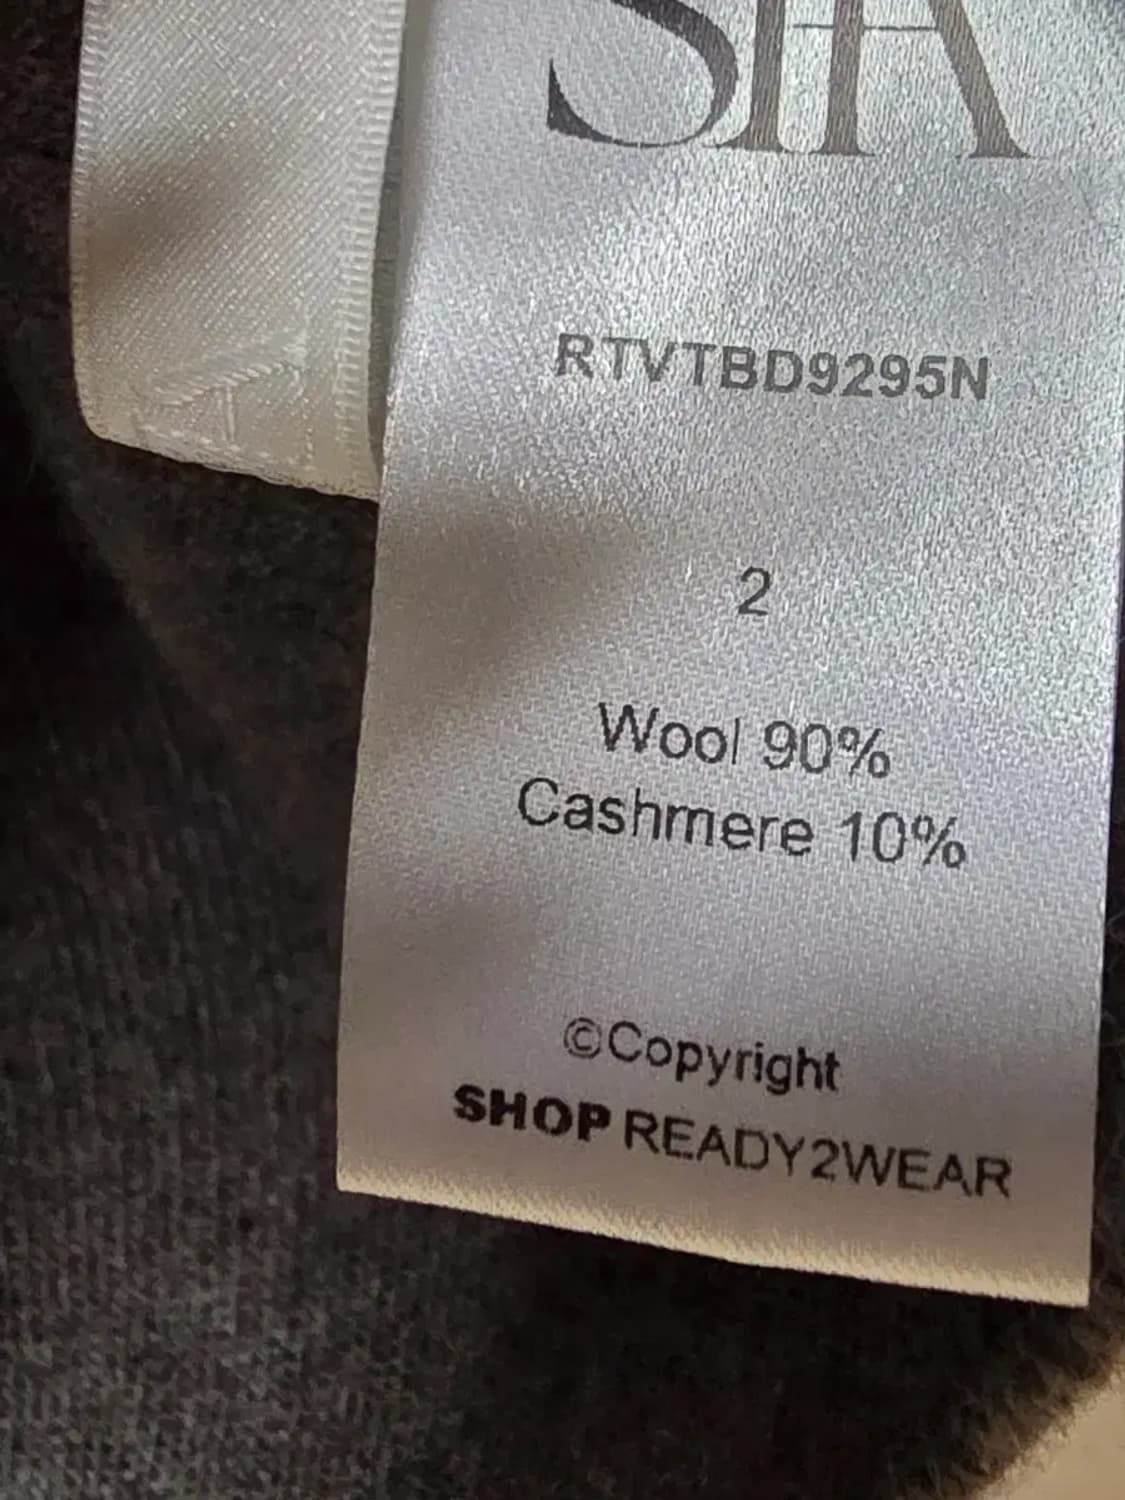 RTVTBD9295N
2
Wool 90%
Cashmere 10%
©Copyright
SHOP READY2WEAR